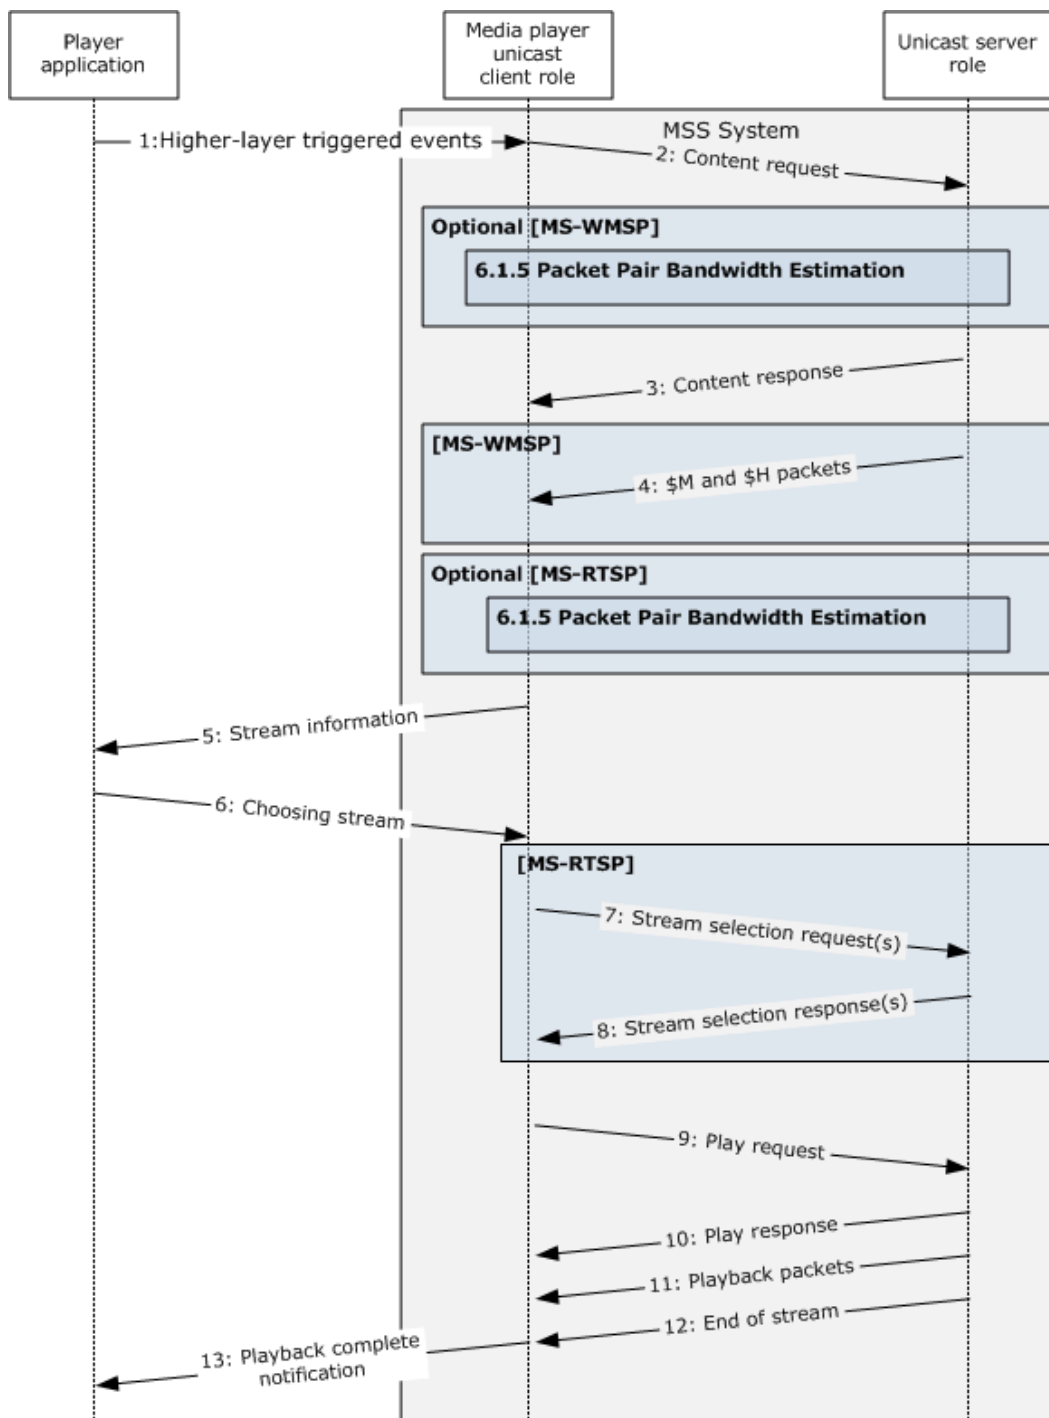 Player
application
Media player
unicast
client role
Unicast server
role
MSS System
1:Higher-layer triggered events
2: Content request
Optional [MS-WMSP]
6.1.5 Packet Pair Bandwidth Estimation
3: Content response
[MS-WMSP]
4: $M and $H packets
Optional [MS-RTSP]
6.1.5 Packet Pair Bandwidth Estimation
5: Stream information
6: Choosing stream
[MS-RTSP]
7: Stream selection request(s)
8: Stream selection response(s)
9: Play request
10: Play response
11: Playback packets
12: End of stream
13: Playback complete
notification